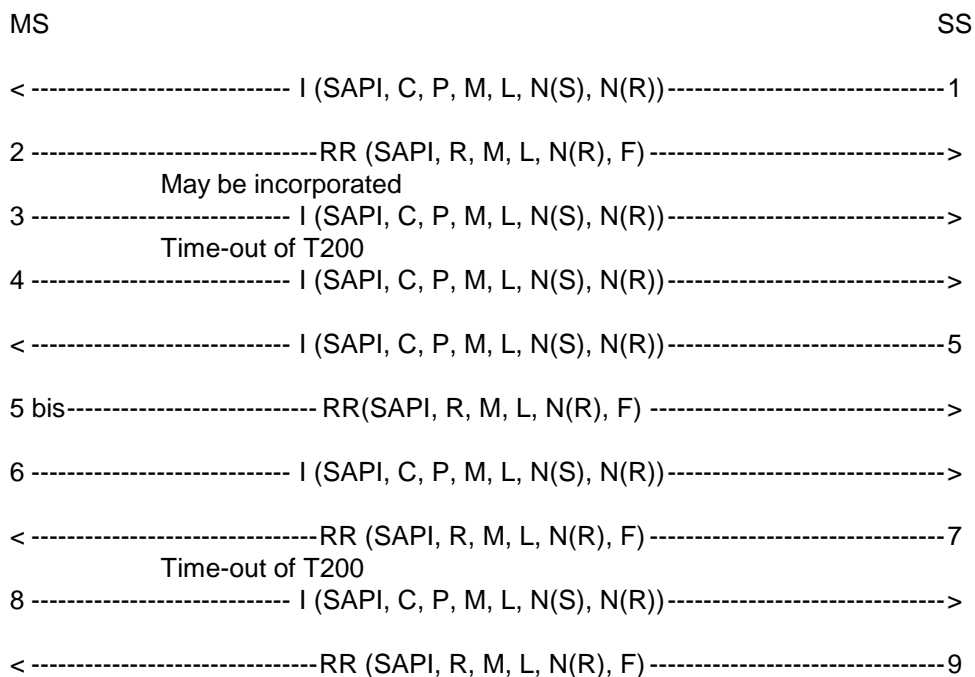 MS SS
< ----------------------------- I (SAPI, C, P, M, L, N(S), N(R))-------------------------------1
2 --------------------------------RR (SAPI, R, M, L, N(R), F) --------------------------------->
May be incorporated
3 ----------------------------- I (SAPI, C, P, M, L, N(S), N(R))------------------------------->
Time-out of T200
4 ----------------------------- I (SAPI, C, P, M, L, N(S), N(R))------------------------------->
< ----------------------------- I (SAPI, C, P, M, L, N(S), N(R))-------------------------------5
5 bis---------------------------- RR(SAPI, R, M, L, N(R), F) --------------------------------->
6 ----------------------------- I (SAPI, C, P, M, L, N(S), N(R))------------------------------->
< --------------------------------RR (SAPI, R, M, L, N(R), F) ---------------------------------7
Time-out of T200
8 ----------------------------- I (SAPI, C, P, M, L, N(S), N(R))------------------------------->
< --------------------------------RR (SAPI, R, M, L, N(R), F) ---------------------------------9